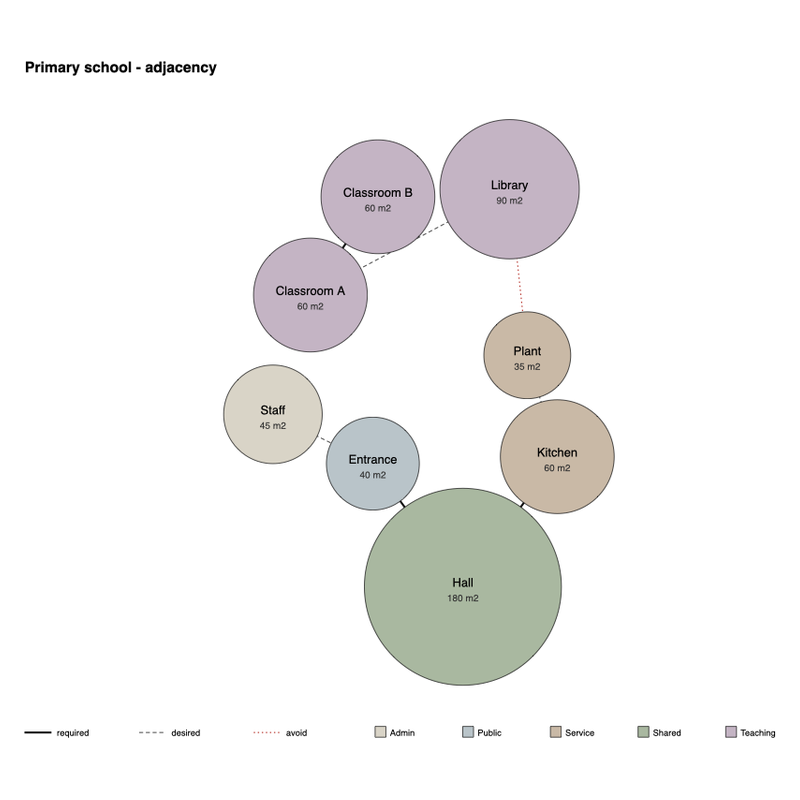 Primary school - adjacency
Classroom B
60 m2
Library
90 m2
Classroom A
60 m2
Plant
35 m2
Staff
45 m2
Entrance
40 m2
Kitchen
60 m2
Hall
180 m2
required
desired
avoid
Admin
Public
Service
Shared
Teaching